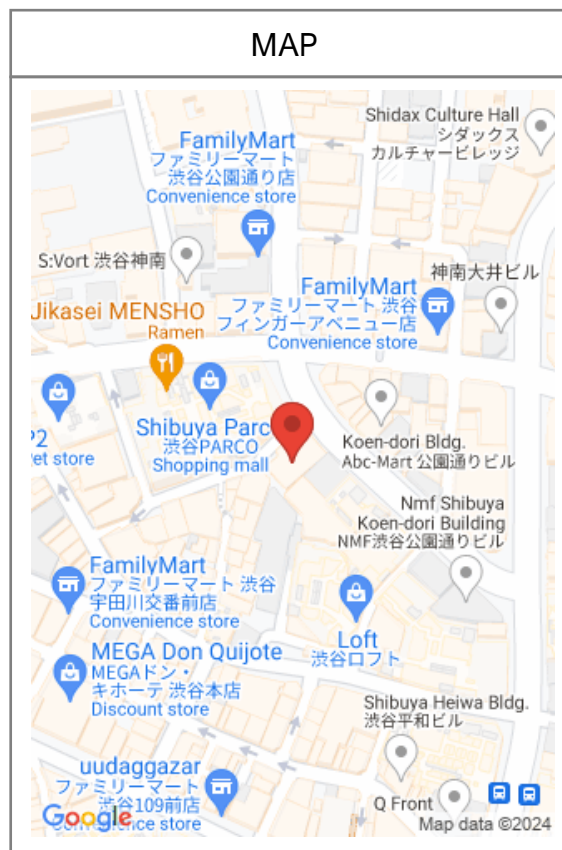 MAP
Shidax Culture Hall
シダックス
カルチャービレッジ
FamilyMart
ファミリーマート
渋谷公園通り店
Convenience store
S:Vort 渋谷神南
神南大井ビル
FamilyMart
ファミリーマート 渋谷
フィンガーアベニュー店
Convenience store
Jikasei MENSHO
Ramen
Shibuya Parc
渋谷PARCO
Shopping mall
P2
Pet store
Koen-dori Bldg.
Abc-Mart 公園通りビル
Nmf Shibuya
Koen-dori Building
NMF渋谷公園通りビル
FamilyMart
ファミリーマート 渋谷
宇田川交番前店
Convenience store
Loft
渋谷ロフト
MEGA Don Quijote
MEGAドン・
キホーテ 渋谷本店
Discount store
Shibuya Heiwa Bldg.
渋谷平和ビル
uudaggazar
ファミリーマート
渋谷109前店
Convenience store
Q Front
Google
Map data ©2024